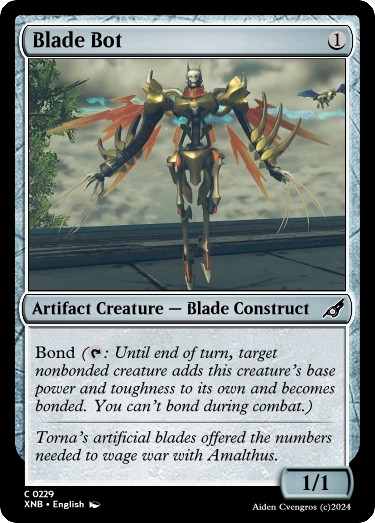 Blade Bot 1
Artifact Creature — Blade Construct
Bond (: Until end of turn, target
nonbonded creature adds this creature's base
power and toughness to its own and becomes
bonded. You can't bond during combat.)
Torna's artificial blades offered the numbers
needed to wage war with Amalthus.
1/1
C 0229
XNB • English
Aiden Cvengros (c)2024